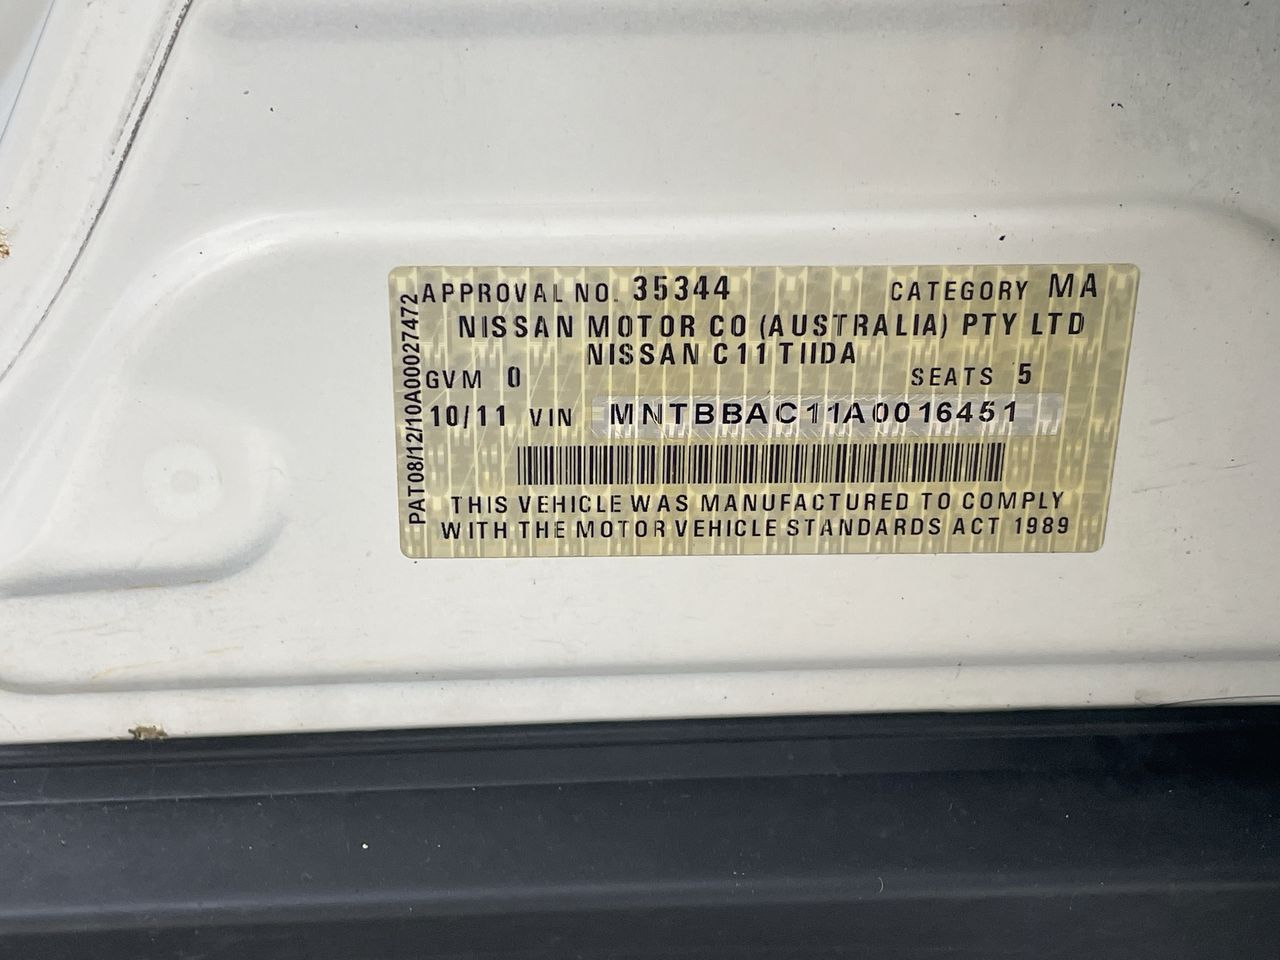 APPROVAL NO. 35344 CATEGORY MA
NISSAN MOTOR CO (AUSTRALIA) PTY LTD
NISSAN C11 TIIDA
GVM 0 SEATS 5
10/11 VIN MNTBBAC11A0016451
THIS VEHICLE WAS MANUFACTURED TO COMPLY
WITH THE MOTOR VEHICLE STANDARDS ACT 1989
PAT08/12/10A00027472